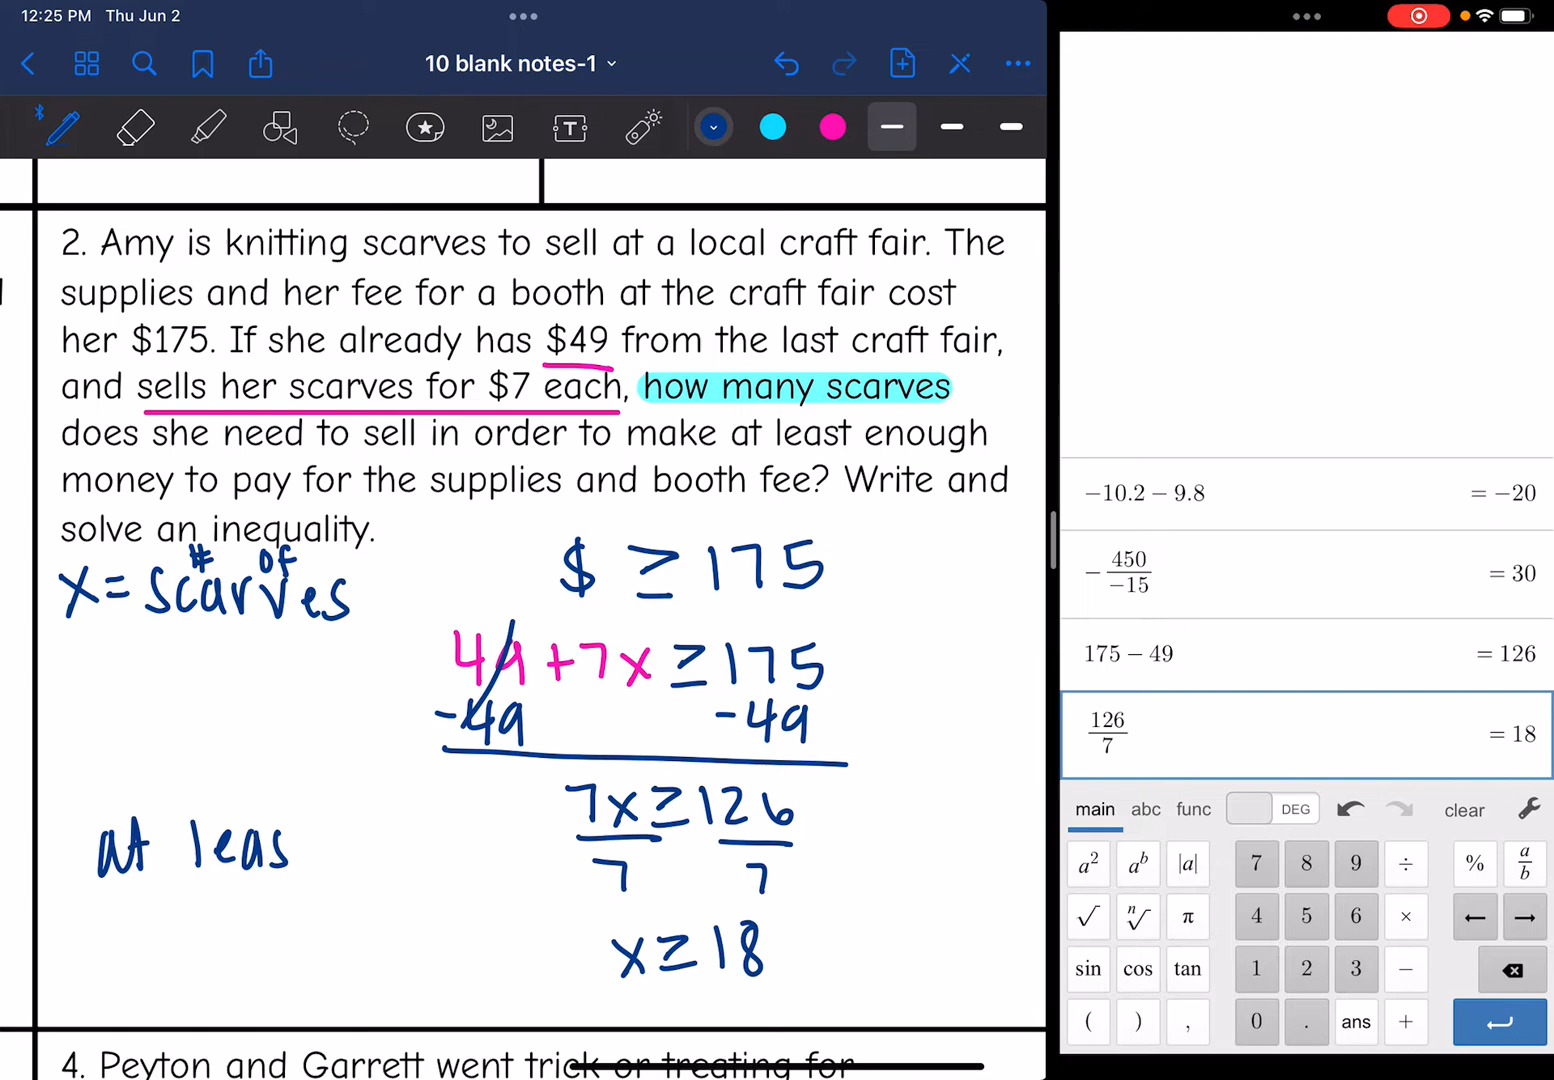 12:25 PM Thu Jun 2
10 blank notes-1
T
2. Amy is knitting scarves to sell at a local craft fair. The
supplies and her fee for a booth at the craft fair cost
her $175. If she already has $49 from the last craft fair,
and sells her scarves for $7 each, how many scarves
does she need to sell in order to make at least enough
money to pay for the supplies and booth fee? Write and
solve an inequality.
x = # of scarves
$ ≥ 175
49 + 7x ≥ 175
-49 -49
7x ≥ 126
7 7
x ≥ 18
at leas
4. Peyton and Garrett went trick or treating for
−10.2 − 9.8 = −20
−450/−15 = 30
175 − 49 = 126
126/7 = 18
main abc func DEG clear
a² aᵇ |a| 7 8 9 ÷ % a/b
√ ⁿ√ π 4 5 6 × ← →
sin cos tan 1 2 3 −
( ) , 0 . ans +